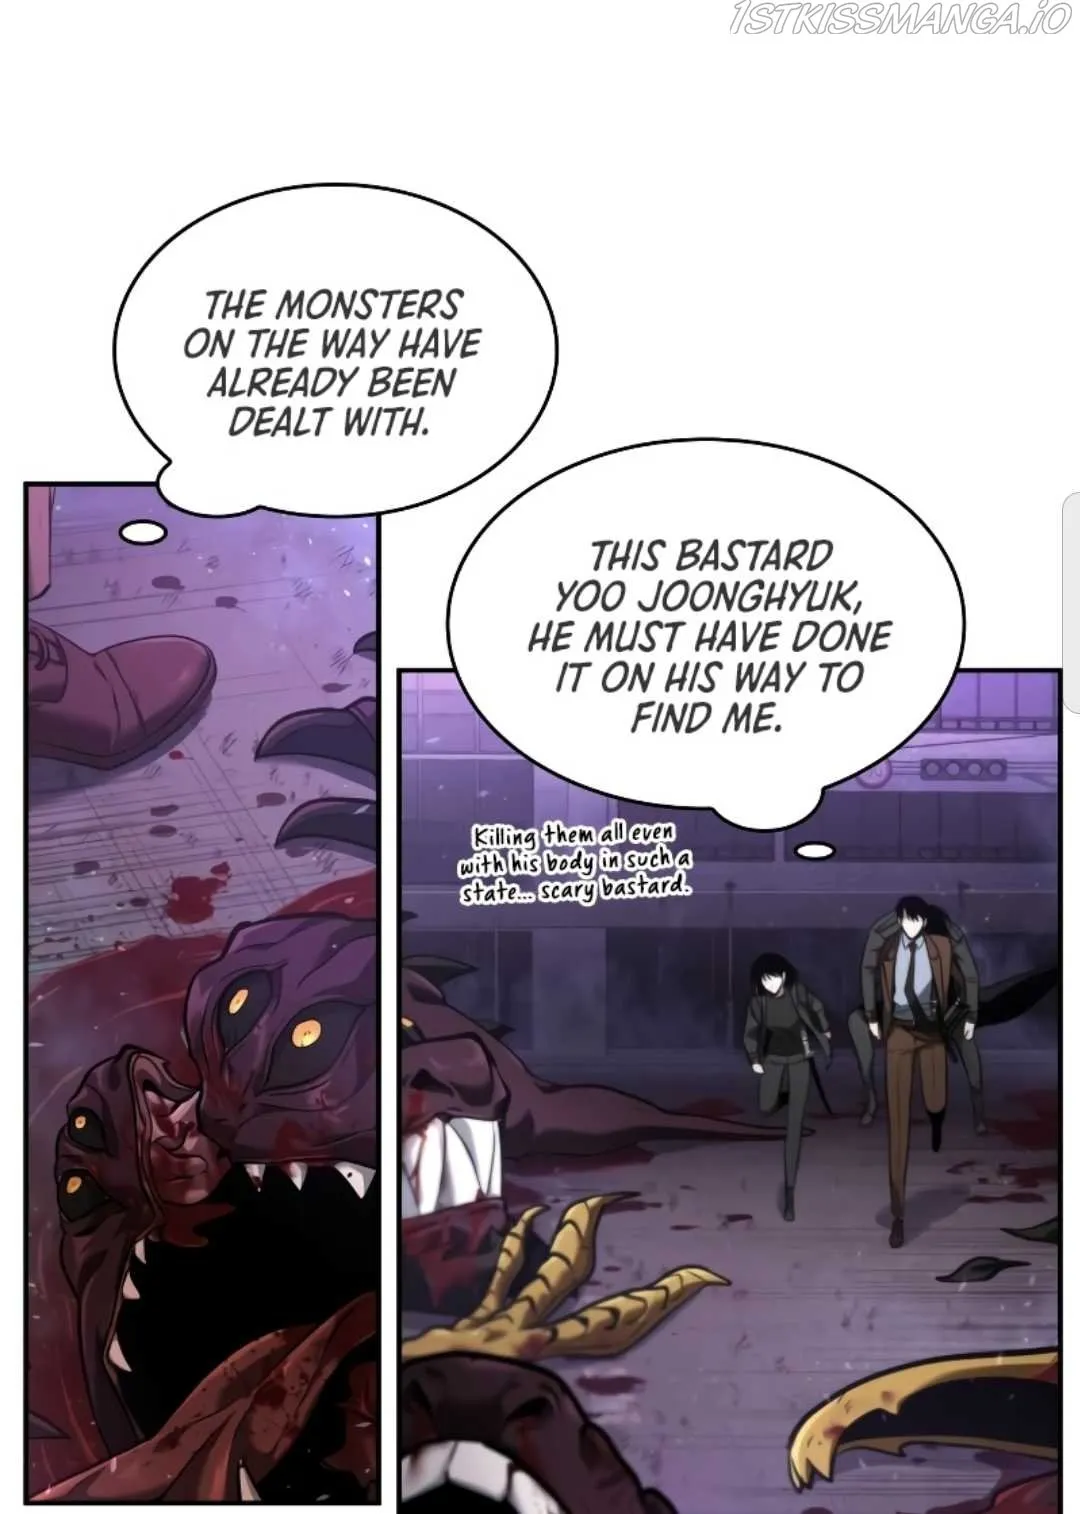 1STKISSMANGA.iO
THE MONSTERS
ON THE WAY HAVE
ALREADY BEEN
DEALT WITH.
THIS BASTARD
YOO JOONGHYUK,
HE MUST HAVE DONE
IT ON HIS WAY TO
FIND ME.
Killing them all even
with his body in such a
state... scary bastard.